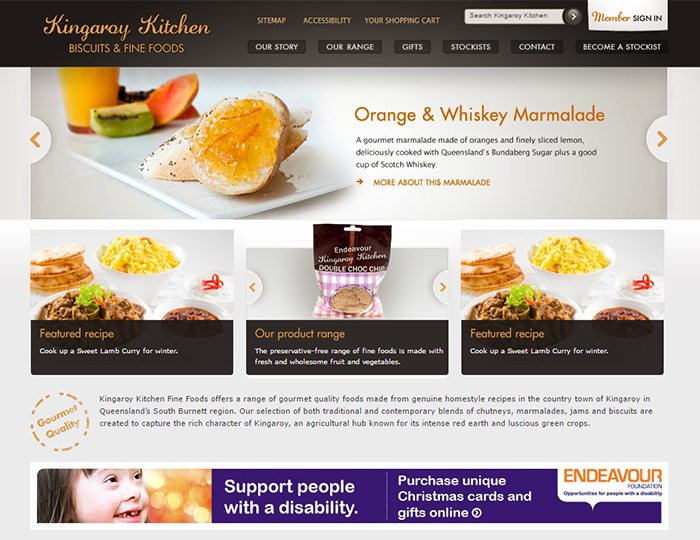 Kingaroy Kitchen
BISCUITS & FINE FOODS
SITEMAP ACCESSIBILITY YOUR SHOPPING CART
Search Kingaroy Kitchen
Member SIGN IN
OUR STORY OUR RANGE GIFTS STOCKISTS CONTACT BECOME A STOCKIST
Orange & Whiskey Marmalade
A gourmet marmalade made of oranges and finely sliced lemon,
deliciously cooked with Queensland's Bundaberg Sugar plus a good
cup of Scotch Whiskey.
MORE ABOUT THIS MARMALADE
Featured recipe
Cook up a Sweet Lamb Curry for winter.
Endeavour
Kingaroy Kitchen
DOUBLE CHOC CHIP
Our product range
The preservative-free range of fine foods is made with
fresh and wholesome fruit and vegetables.
Featured recipe
Cook up a Sweet Lamb Curry for winter.
Gourmet
Quality
Kingaroy Kitchen Fine Foods offers a range of gourmet quality foods made from genuine homestyle recipes in the country town of Kingaroy in
Queensland's South Burnett region. Our selection of both traditional and contemporary blends of chutneys, marmalades, jams and biscuits are
created to capture the rich character of Kingaroy, an agricultural hub known for its intense red earth and luscious green crops.
Support people
with a disability.
Purchase unique
Christmas cards and
gifts online
ENDEAVOUR
FOUNDATION
Opportunities for people with a disability